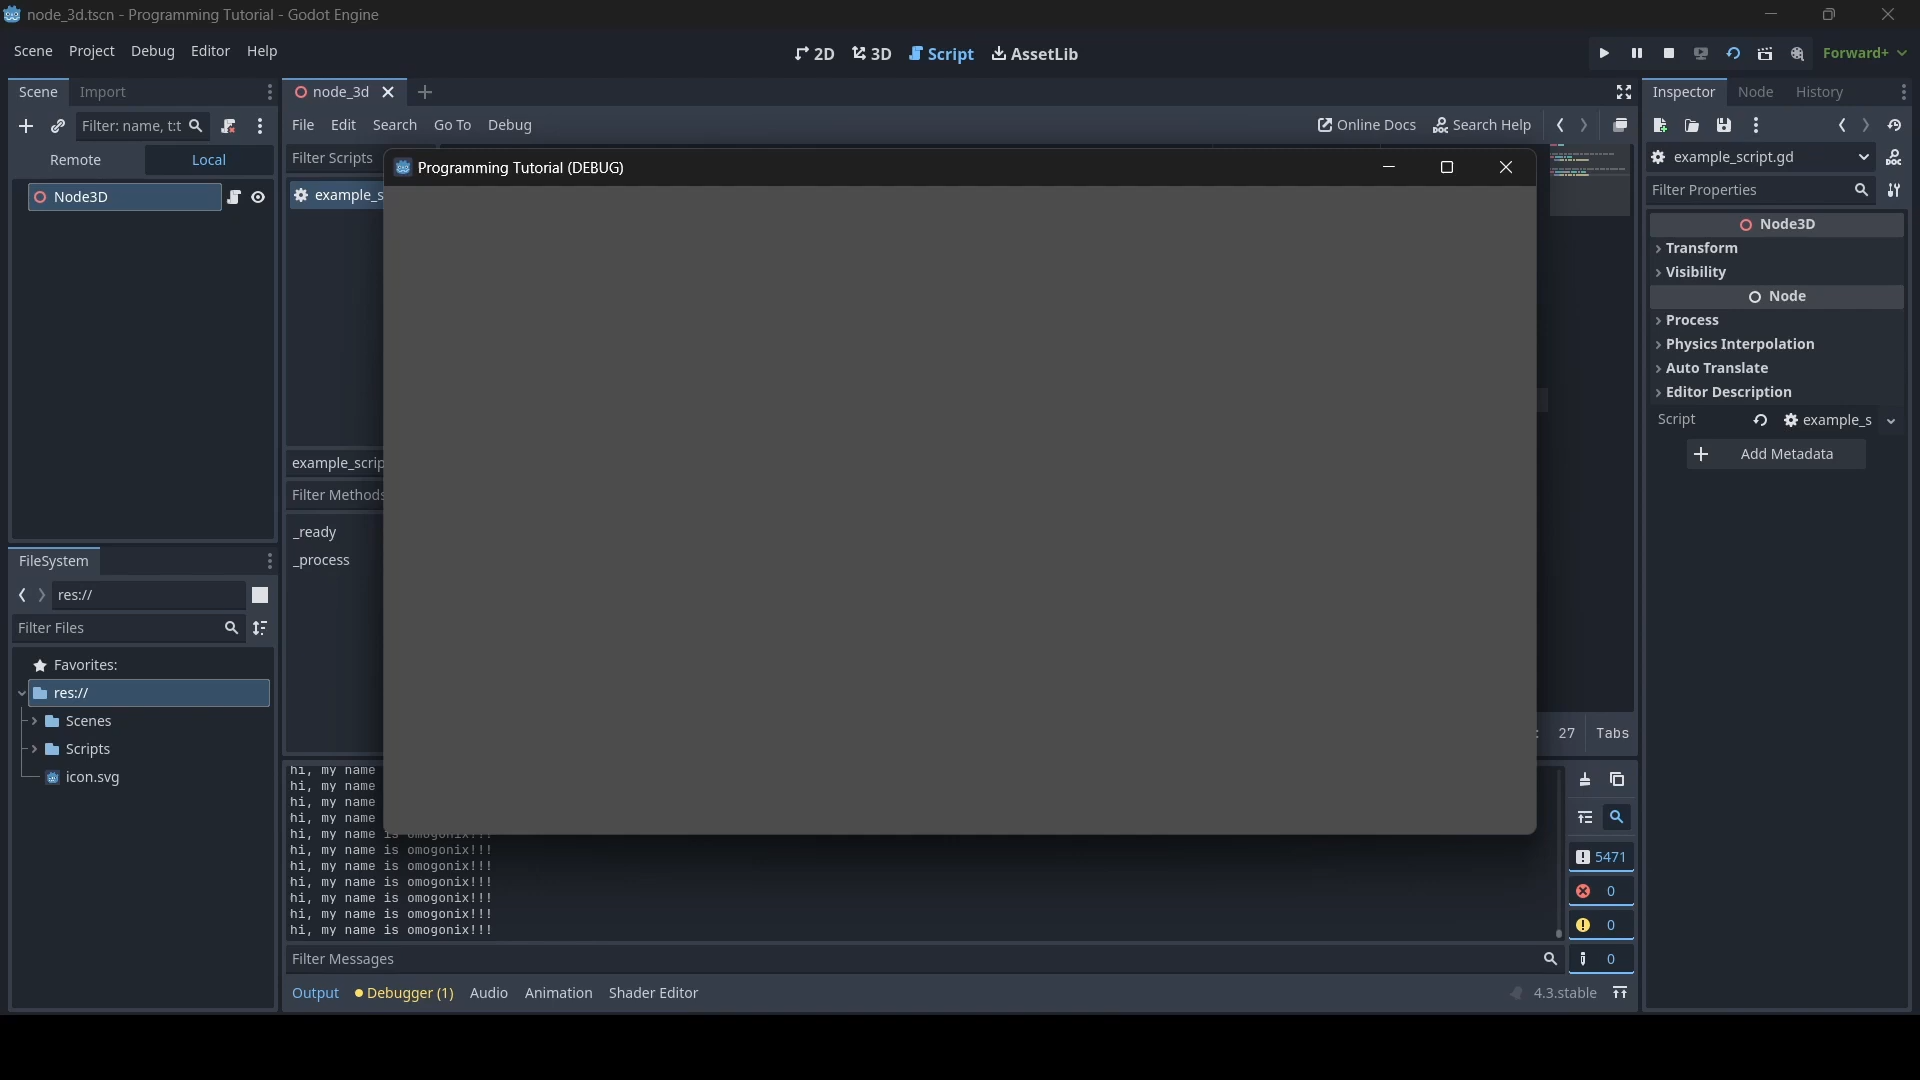 node_3d.tscn - Programming Tutorial - Godot Engine
Scene Project Debug Editor Help
2D 3D Script AssetLib
Forward+
Scene Import
node_3d
Inspector Node History
Filter: name, t:t
File Edit Search Go To Debug
Online Docs Search Help
Remote Local
Filter Scripts
example_script.gd
Programming Tutorial (DEBUG)
Filter Properties
Node3D
example_s
Node3D
Transform
Visibility
Node
Process
Physics Interpolation
Auto Translate
Editor Description
Script example_s
Add Metadata
example_scrip
Filter Methods
_ready
_process
FileSystem
res://
Filter Files
Favorites:
res://
Scenes
Scripts
icon.svg
: 27 Tabs
hi, my name
hi, my name
hi, my name
hi, my name
hi, my name is omogonix!!!
hi, my name is omogonix!!!
hi, my name is omogonix!!!
hi, my name is omogonix!!!
hi, my name is omogonix!!!
hi, my name is omogonix!!!
hi, my name is omogonix!!!
5471
0
0
0
Filter Messages
Output Debugger (1) Audio Animation Shader Editor
4.3.stable